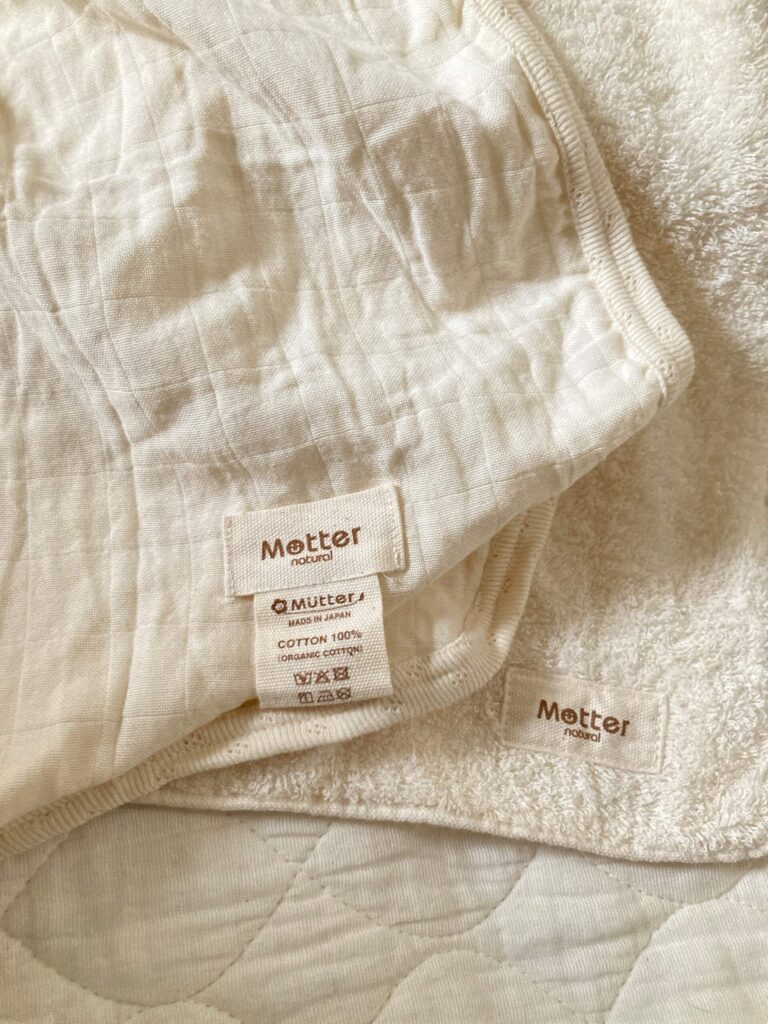 Motter
natural
Mütter
MADE IN JAPAN
COTTON 100%
(ORGANIC COTTON)
Motter
natural